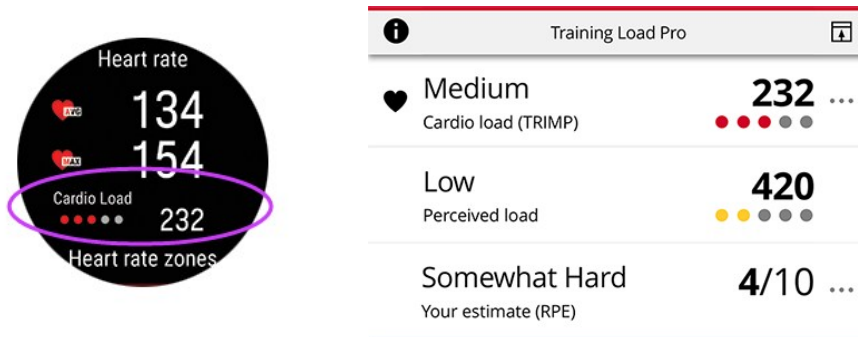 Heart rate
AVG 134
MAX 154
Cardio Load
232
Heart rate zones
Training Load Pro
Medium 232
Cardio load (TRIMP)
Low 420
Perceived load
Somewhat Hard 4/10
Your estimate (RPE)